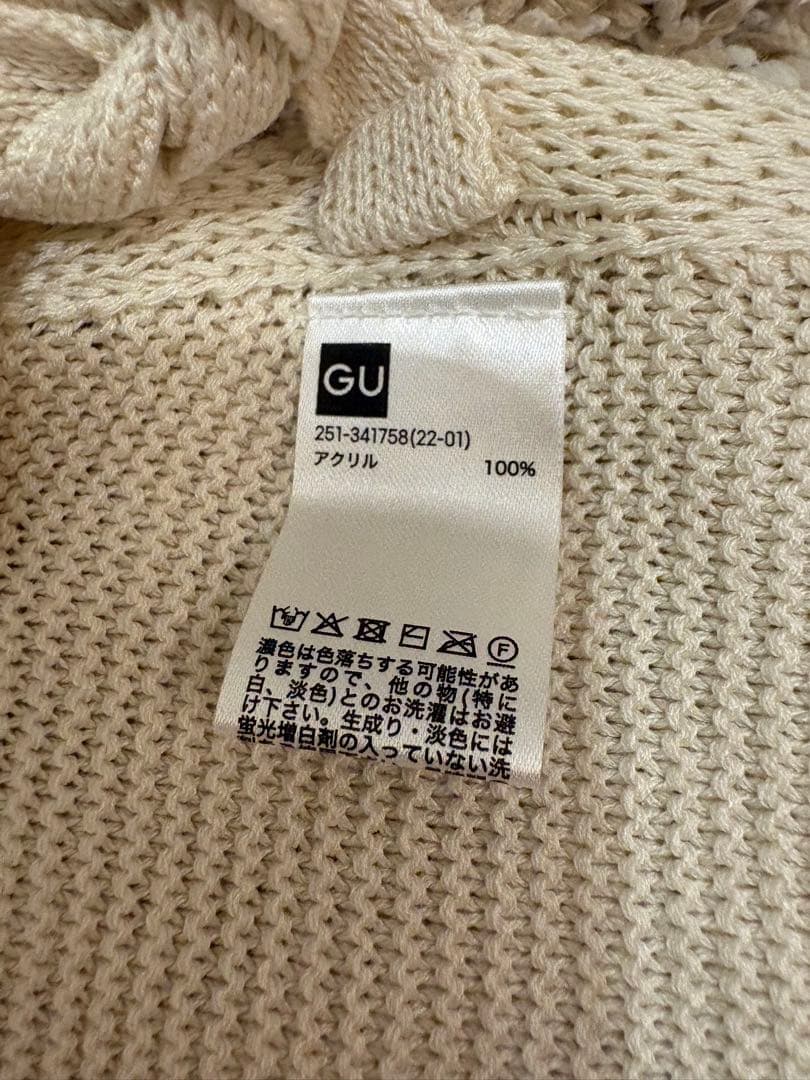 GU
251-341758(22-01)
アクリル 100%
F
濃色は色落ちする可能性があ
りますので、他の物(特に
白、淡色)とのお洗濯はお避
け下さい。生成り・淡色には
蛍光増白剤の入っていない洗